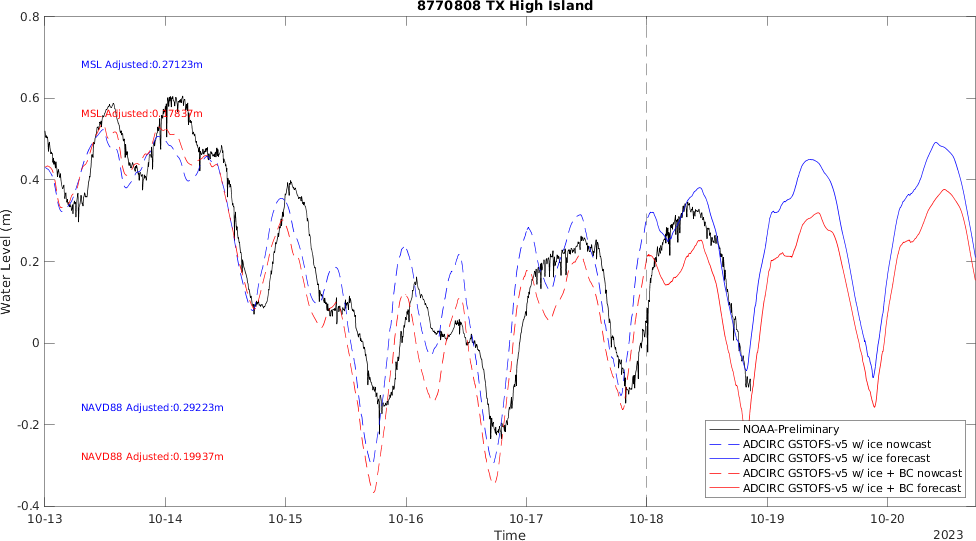 8770808 TX High Island
0.8
0.6
0.4
0.2
0
-0.2
-0.4
Water Level (m)
MSL Adjusted:0.27123m
MSL Adjusted:0.17837m
NAVD88 Adjusted:0.29223m
NAVD88 Adjusted:0.19937m
NOAA-Preliminary
ADCIRC GSTOFS-v5 w/ ice nowcast
ADCIRC GSTOFS-v5 w/ ice forecast
ADCIRC GSTOFS-v5 w/ ice + BC nowcast
ADCIRC GSTOFS-v5 w/ ice + BC forecast
10-13 10-14 10-15 10-16 10-17 10-18 10-19 10-20
Time
2023